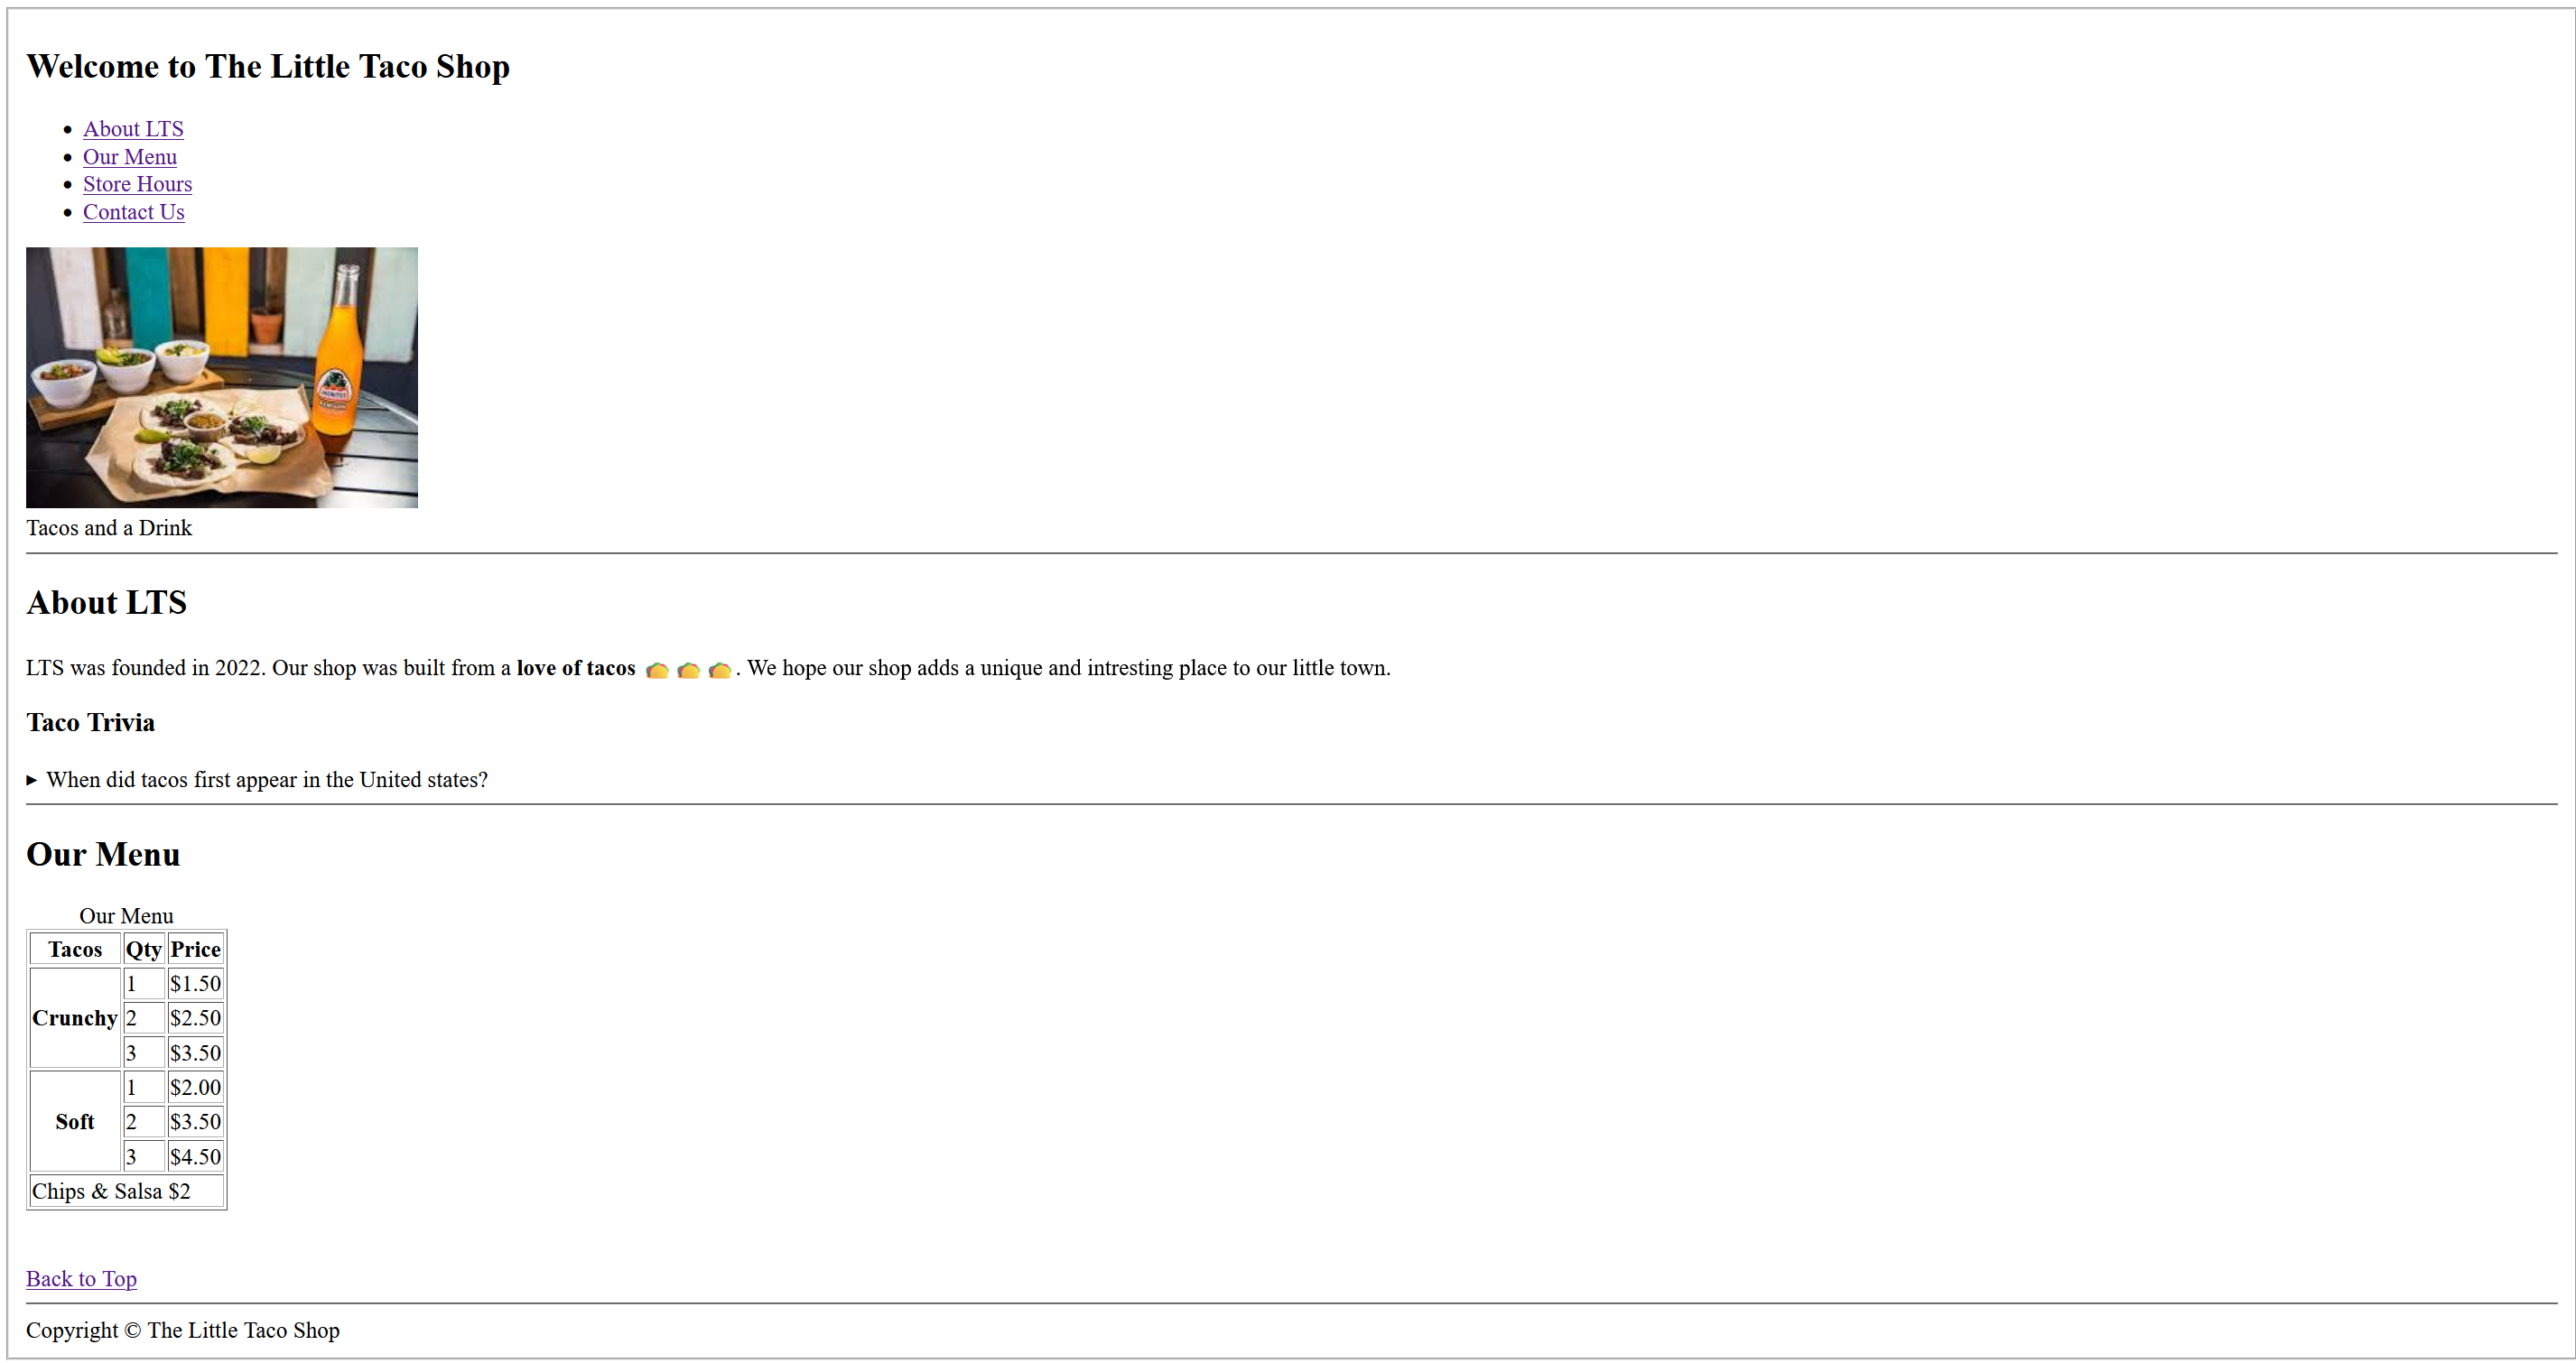 Welcome to The Little Taco Shop
• About LTS
• Our Menu
• Store Hours
• Contact Us
Tacos and a Drink
About LTS
LTS was founded in 2022. Our shop was built from a love of tacos 🌮 🌮 🌮. We hope our shop adds a unique and intresting place to our little town.
Taco Trivia
▶ When did tacos first appear in the United states?
Our Menu
Our Menu
Tacos Qty Price
1 $1.50
Crunchy 2 $2.50
3 $3.50
1 $2.00
Soft 2 $3.50
3 $4.50
Chips & Salsa $2
Back to Top
Copyright © The Little Taco Shop